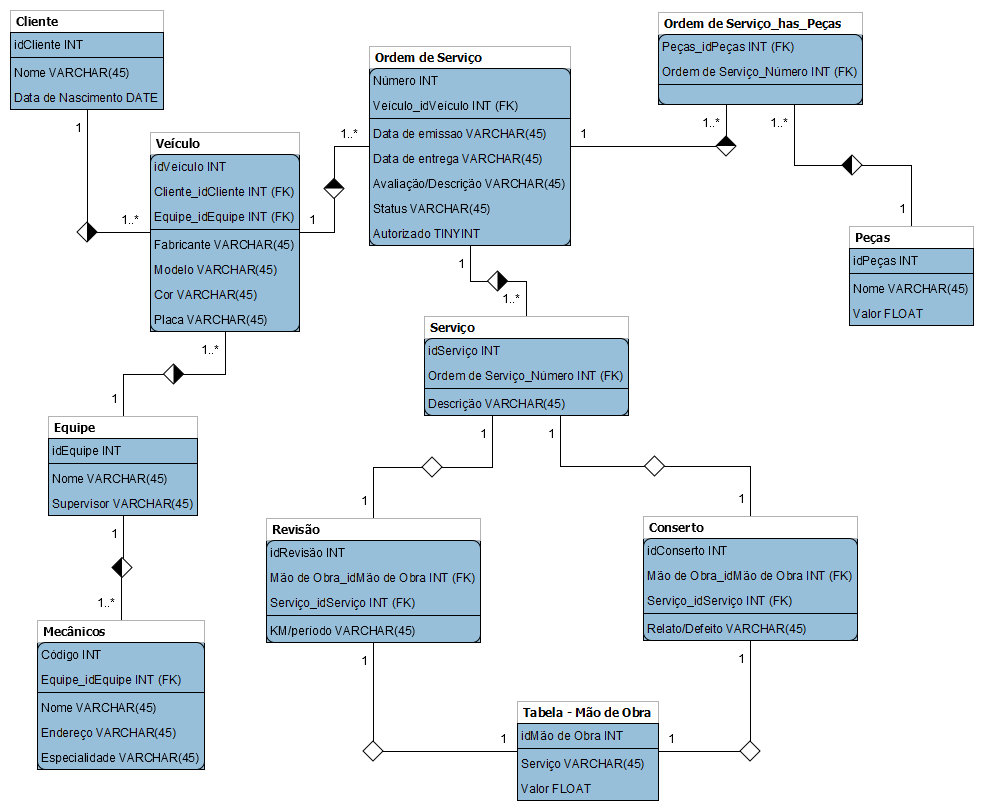 Cliente
idCliente INT
Nome VARCHAR(45)
Data de Nascimento DATE
1
1..*
Veículo
idVeiculo INT
Cliente_idCliente INT (FK)
Equipe_idEquipe INT (FK)
Fabricante VARCHAR(45)
Modelo VARCHAR(45)
Cor VARCHAR(45)
Placa VARCHAR(45)
1
1..*
Ordem de Serviço
Número INT
Veiculo_idVeiculo INT (FK)
Data de emissao VARCHAR(45)
Data de entrega VARCHAR(45)
Avaliação/Descrição VARCHAR(45)
Status VARCHAR(45)
Autorizado TINYINT
1
1..*
Ordem de Serviço_has_Peças
Peças_idPeças INT (FK)
Ordem de Serviço_Número INT (FK)
1..*
1
Peças
idPeças INT
Nome VARCHAR(45)
Valor FLOAT
1
1..*
Serviço
idServiço INT
Ordem de Serviço_Número INT (FK)
Descrição VARCHAR(45)
1..*
1
Equipe
idEquipe INT
Nome VARCHAR(45)
Supervisor VARCHAR(45)
1
1..*
Mecânicos
Código INT
Equipe_idEquipe INT (FK)
Nome VARCHAR(45)
Endereço VARCHAR(45)
Especialidade VARCHAR(45)
1
1
1
1
Revisão
idRevisão INT
Mão de Obra_idMão de Obra INT (FK)
Serviço_idServiço INT (FK)
KM/período VARCHAR(45)
Conserto
idConserto INT
Mão de Obra_idMão de Obra INT (FK)
Serviço_idServiço INT (FK)
Relato/Defeito VARCHAR(45)
1
1
1
1
Tabela - Mão de Obra
idMão de Obra INT
Serviço VARCHAR(45)
Valor FLOAT